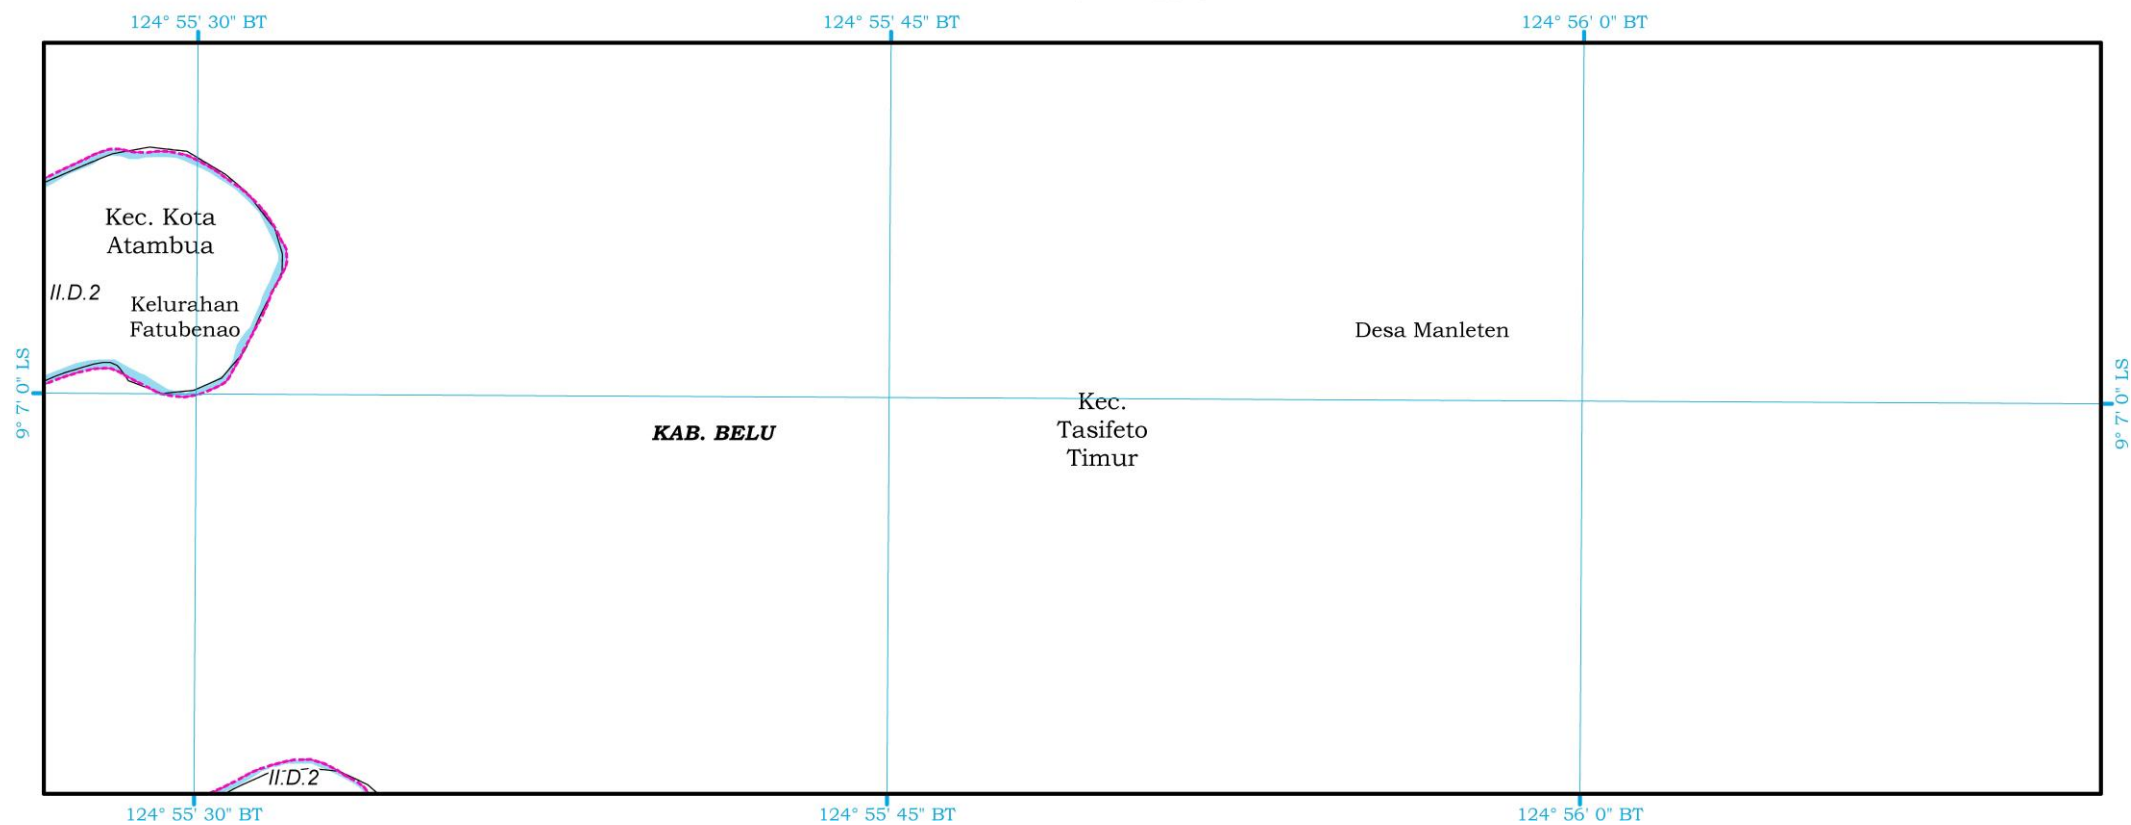 124° 55' 30" BT
124° 55' 45" BT
124° 56' 0" BT
Kec. Kota
Atambua
II.D.2
Kelurahan
Fatubenao
Desa Manleten
9° 7' 0" LS
9° 7' 0" LS
Kec.
Tasifeto
Timur
KAB. BELU
II.D.2
124° 55' 30" BT
124° 55' 45" BT
124° 56' 0" BT